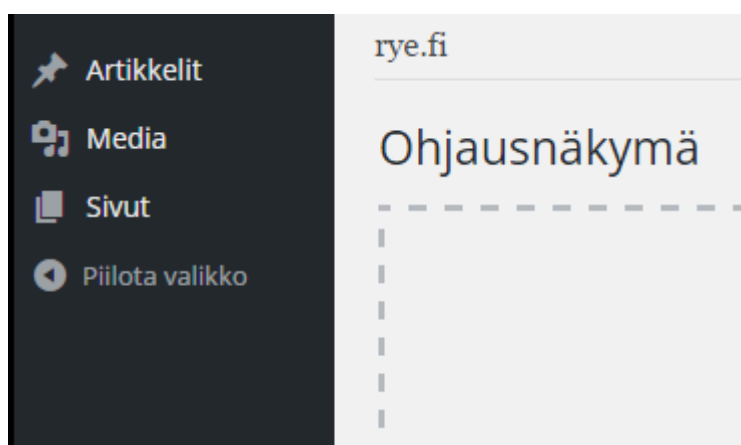 Artikkelit
Media
Sivut
Piilota valikko
rye.fi
Ohjausnäkymä